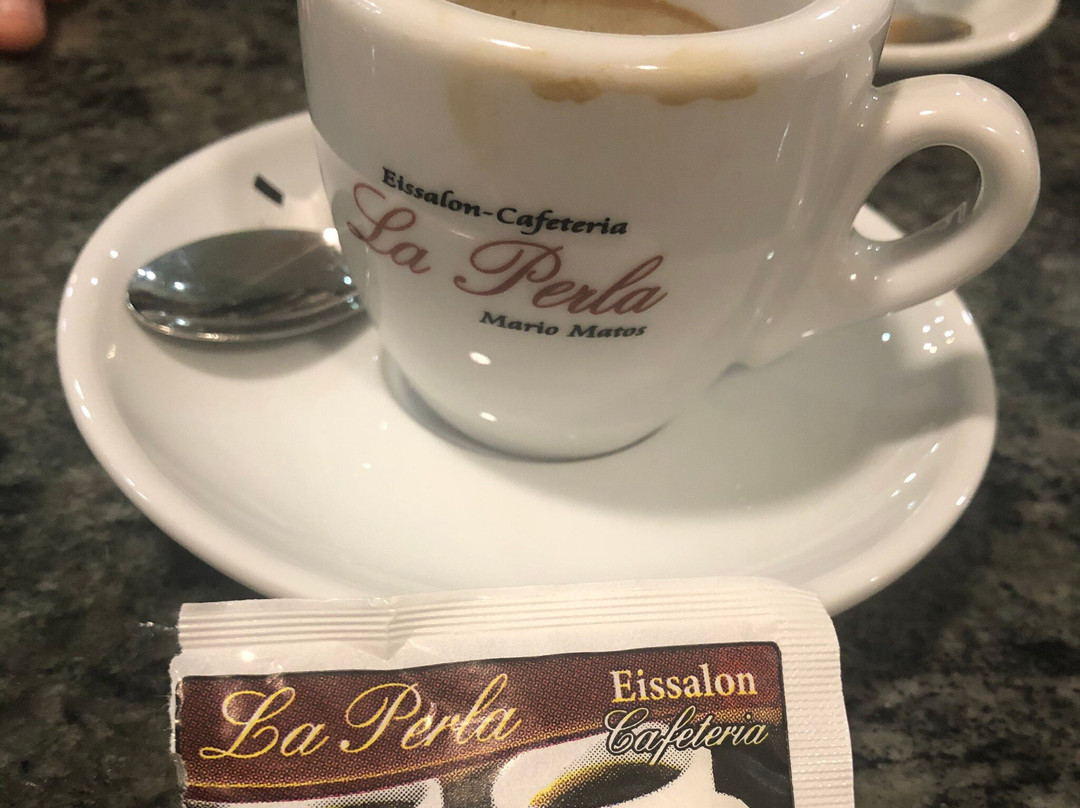 Eissalon-Cafeteria
La Perla
Mario Matos
La Perla
Eissalon
Cafeteria